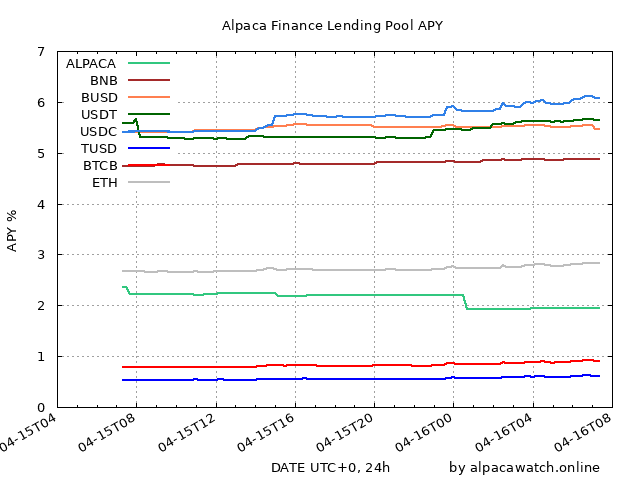 Alpaca Finance Lending Pool APY
7
6
5
4
3
2
1
0
APY %
ALPACA
BNB
BUSD
USDT
USDC
TUSD
BTCB
ETH
04-15T04
04-15T08
04-15T12
04-15T16
04-15T20
04-16T00
04-16T04
04-16T08
DATE UTC+0, 24h
by alpacawatch.online